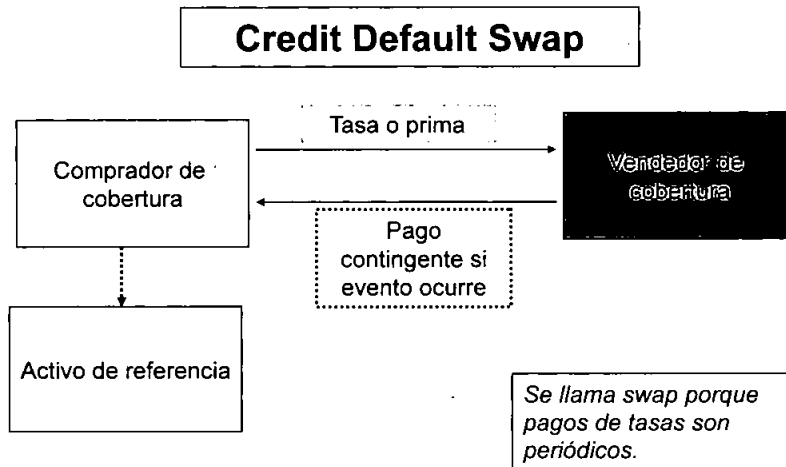 Credit Default Swap
Tasa o prima
Comprador de
cobertura
Vendedor de
cobertura
Pago
contingente si
evento ocurre
Activo de referencia
Se llama swap porque
pagos de tasas son
periódicos.